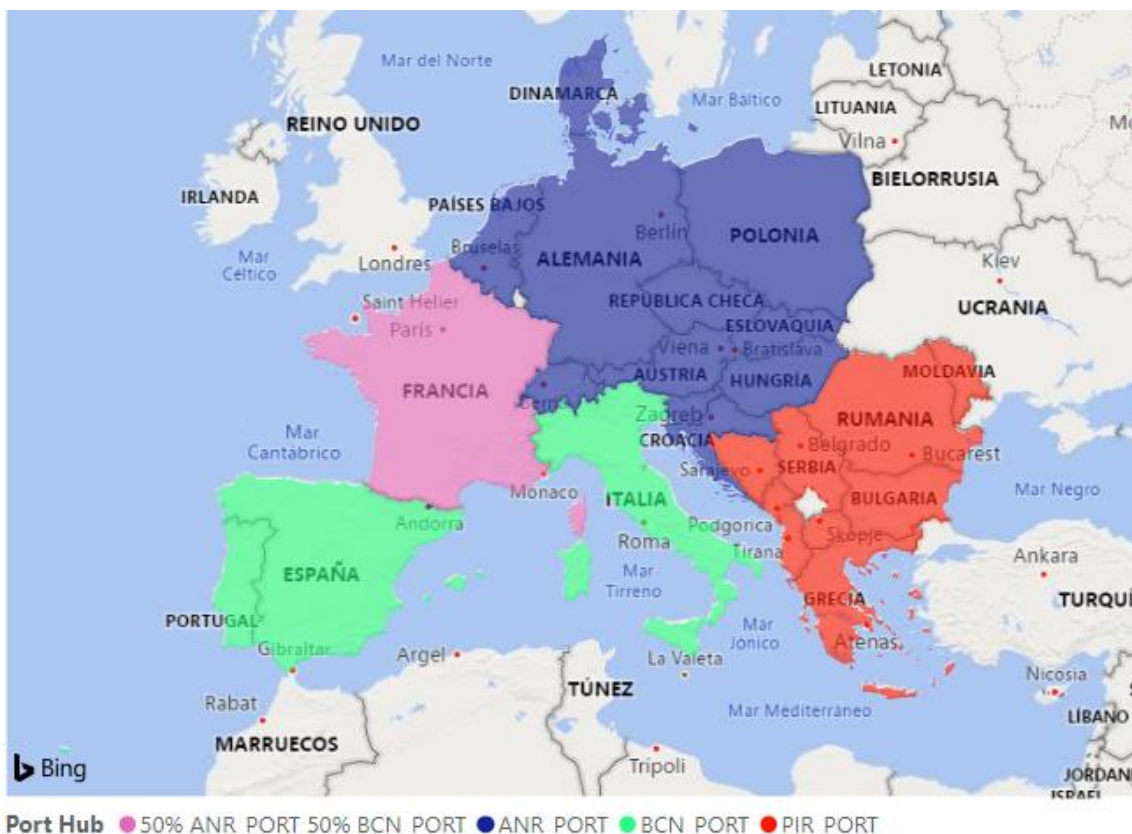 Mar del Norte
LETONIA
DINAMARCA
Mar Báltico
LITUANIA
REINO UNIDO
Vilna
BIELORRUSIA
IRLANDA
PAÍSES BAJOS
Berlín
POLONIA
Mar
Céltico
Londres
Bruselas
ALEMANIA
Kiev
Saint Helier
REPÚBLICA CHECA
UCRANIA
París
ESLOVAQUIA
Viena
Bratislava
FRANCIA
Berna
AUSTRIA
HUNGRÍA
MOLDAVIA
Zagreb
RUMANIA
Mar
Cantábrico
CROACIA
Belgrado
Bucarest
Sarajevo
SERBIA
Monaco
ITALIA
BULGARIA
Mar Negro
Andorra
Podgorica
Skopje
Roma
Tirana
Ankara
ESPAÑA
Mar
Tirreno
GRECIA
TURQUÍ
PORTUGAL
Mar
Jónico
Atenas
Gibraltar
Argel
La Valeta
Nicosia
Rabat
TÚNEZ
Mar Mediterráneo
LÍBANO
MARRUECOS
Trípoli
Bing
JORDAN
ISRAEL
Port Hub 50% ANR PORT 50% BCN PORT ANR PORT BCN PORT PIR PORT